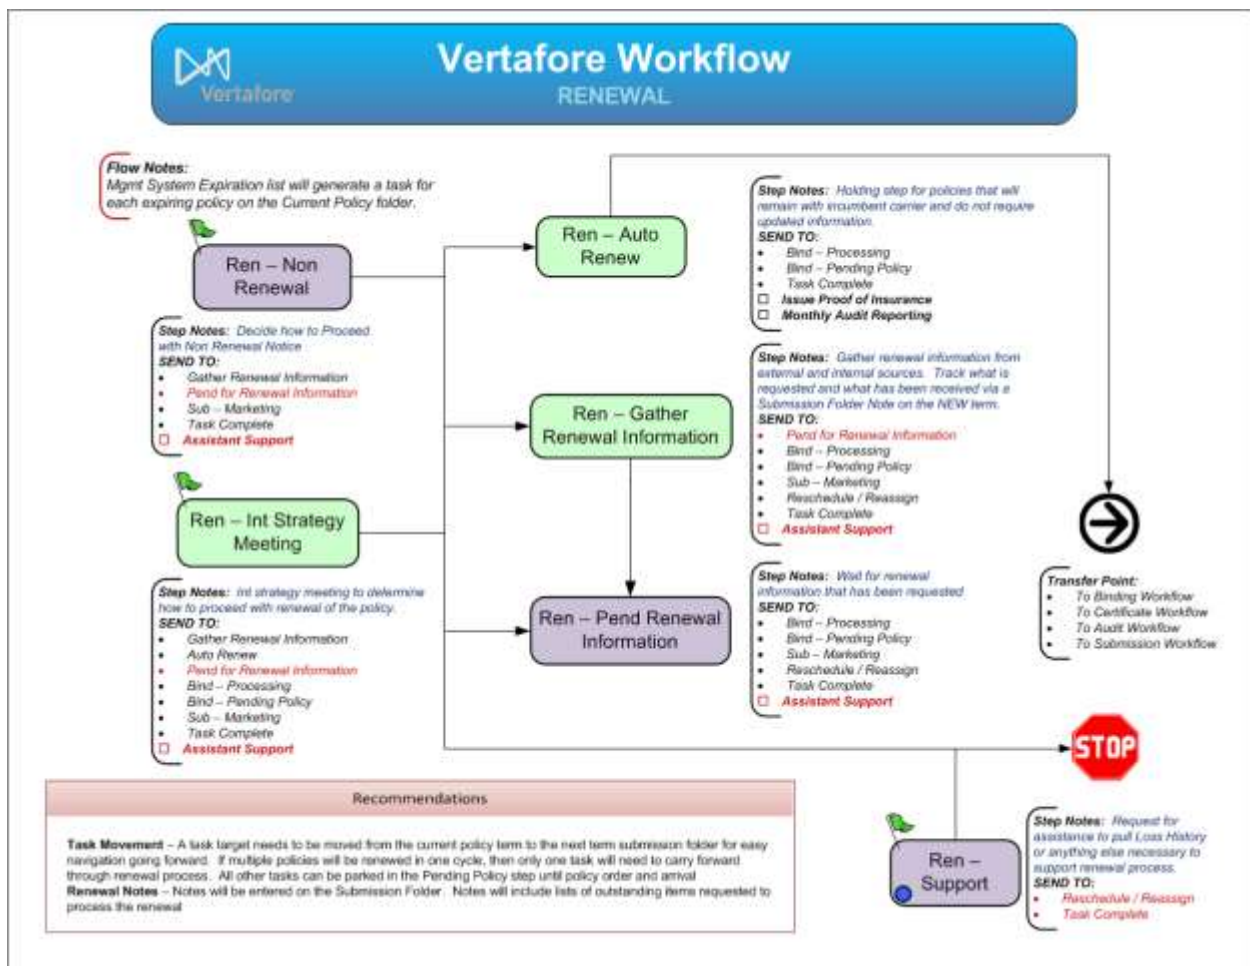 Vertafore
Vertafore Workflow
RENEWAL
Flow Notes:
Mgmt System Expiration list will generate a task for
each expiring policy on the Current Policy folder.
Ren – Non
Renewal
Step Notes: Decide how to Proceed
with Non Renewal Notice
SEND TO:
• Gather Renewal Information
• Pend for Renewal Information
• Sub – Marketing
• Task Complete
☐ Assistant Support
Ren – Int Strategy
Meeting
Step Notes: Int strategy meeting to determine
how to proceed with renewal of the policy.
SEND TO:
• Gather Renewal Information
• Auto Renew
• Pend for Renewal Information
• Bind – Processing
• Bind – Pending Policy
• Sub – Marketing
• Task Complete
☐ Assistant Support
Ren – Auto
Renew
Ren – Gather
Renewal Information
Ren – Pend Renewal
Information
Step Notes: Holding step for policies that will
remain with incumbent carrier and do not require
updated information.
SEND TO:
• Bind – Processing
• Bind – Pending Policy
• Task Complete
☐ Issue Proof of Insurance
☐ Monthly Audit Reporting
Step Notes: Gather renewal information from
external and internal sources. Track what is
requested and what has been received via a
Submission Folder Note on the NEW term.
SEND TO:
• Pend for Renewal Information
• Bind – Processing
• Bind – Pending Policy
• Sub – Marketing
• Reschedule / Reassign
• Task Complete
☐ Assistant Support
Step Notes: Wait for renewal
information that has been requested
SEND TO:
• Bind – Processing
• Bind – Pending Policy
• Sub – Marketing
• Reschedule / Reassign
• Task Complete
☐ Assistant Support
Transfer Point:
• To Binding Workflow
• To Certificate Workflow
• To Audit Workflow
• To Submission Workflow
STOP
Ren –
Support
Step Notes: Request for
assistance to pull Loss History
or anything else necessary to
support renewal process.
SEND TO:
• Reschedule / Reassign
• Task Complete
Recommendations
Task Movement – A task target needs to be moved from the current policy term to the next term submission folder for easy
navigation going forward. If multiple policies will be renewed in one cycle, then only one task will need to carry forward
through renewal process. All other tasks can be parked in the Pending Policy step until policy order and arrival
Renewal Notes – Notes will be entered on the Submission Folder. Notes will include lists of outstanding items requested to
process the renewal